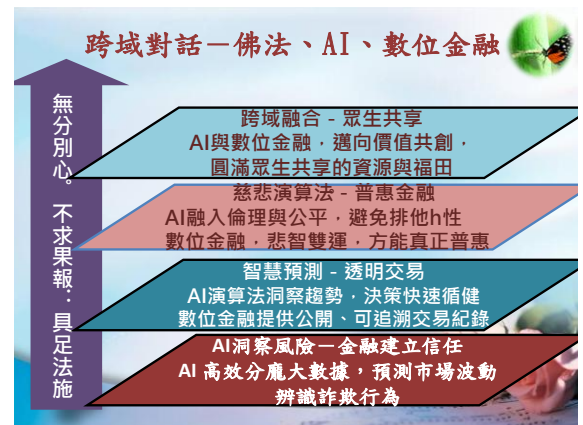 跨域對話－佛法、AI、數位金融
無分別心。不求果報：具足法施
跨域融合 - 眾生共享
AI與數位金融，邁向價值共創，
圓滿眾生共享的資源與福田
慈悲演算法 - 普惠金融
AI融入倫理與公平，避免排他h性
數位金融，悲智雙運，方能真正普惠
智慧預測 - 透明交易
AI演算法洞察趨勢，決策快速循健
數位金融提供公開、可追溯交易紀錄
AI洞察風險－金融建立信任
AI 高效分龐大數據，預測市場波動
辨識詐欺行為